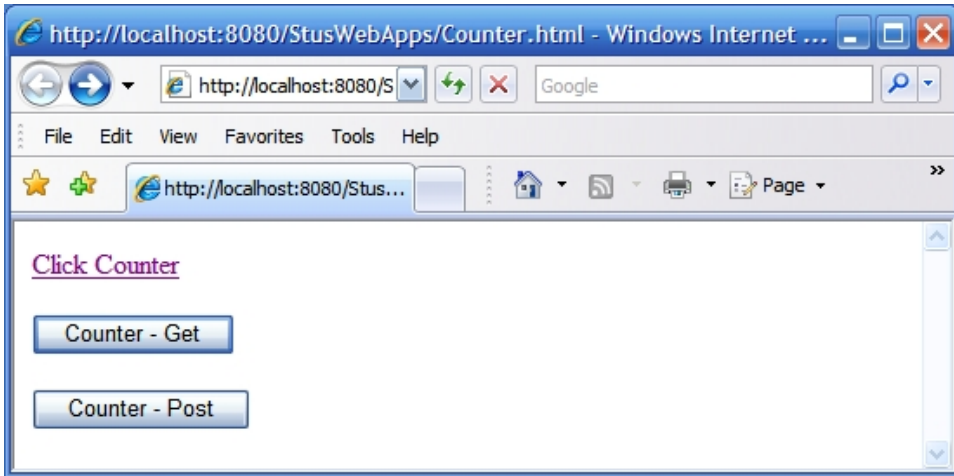 http://localhost:8080/StusWebApps/Counter.html - Windows Internet ...
http://localhost:8080/S Google
File Edit View Favorites Tools Help
http://localhost:8080/Stus... Page »
Click Counter
Counter - Get
Counter - Post